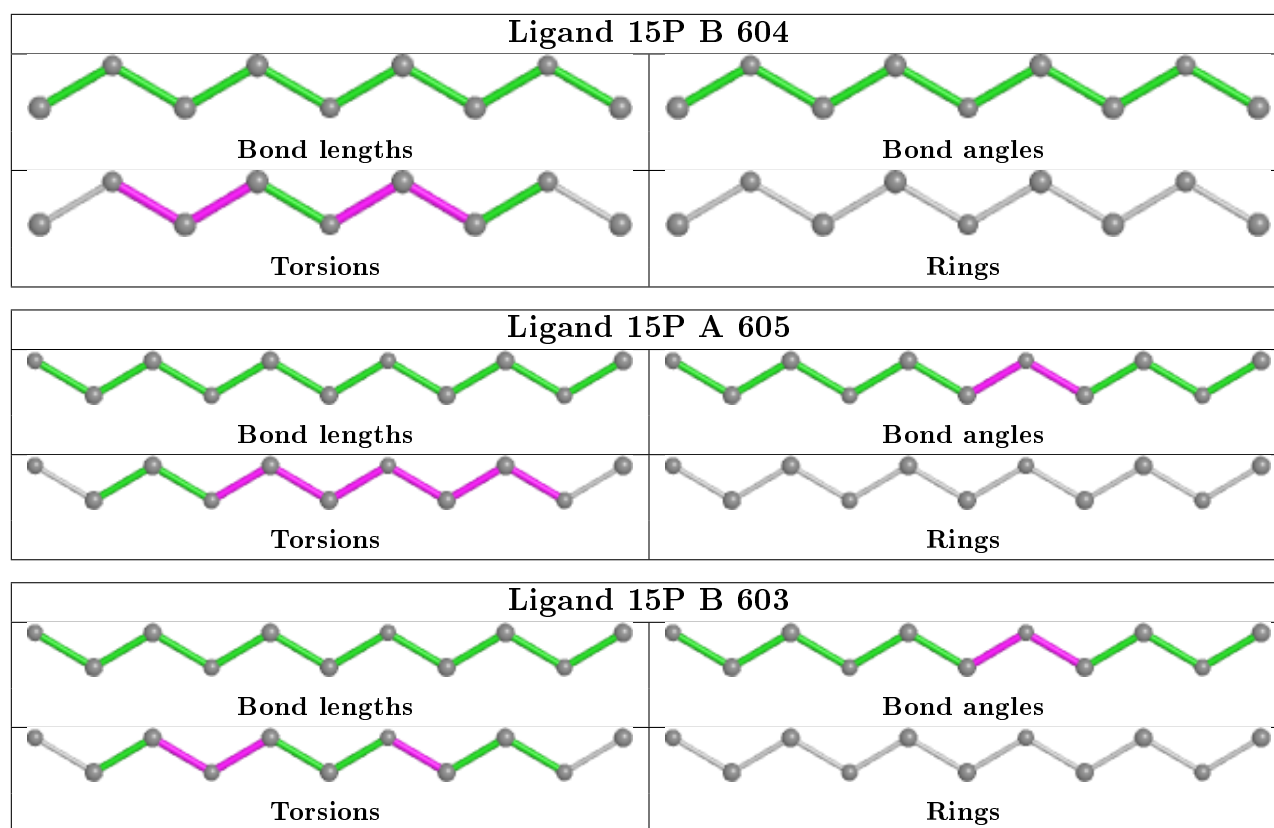 Ligand 15P B 604
Bond lengths
Bond angles
Torsions
Rings
Ligand 15P A 605
Bond lengths
Bond angles
Torsions
Rings
Ligand 15P B 603
Bond lengths
Bond angles
Torsions
Rings